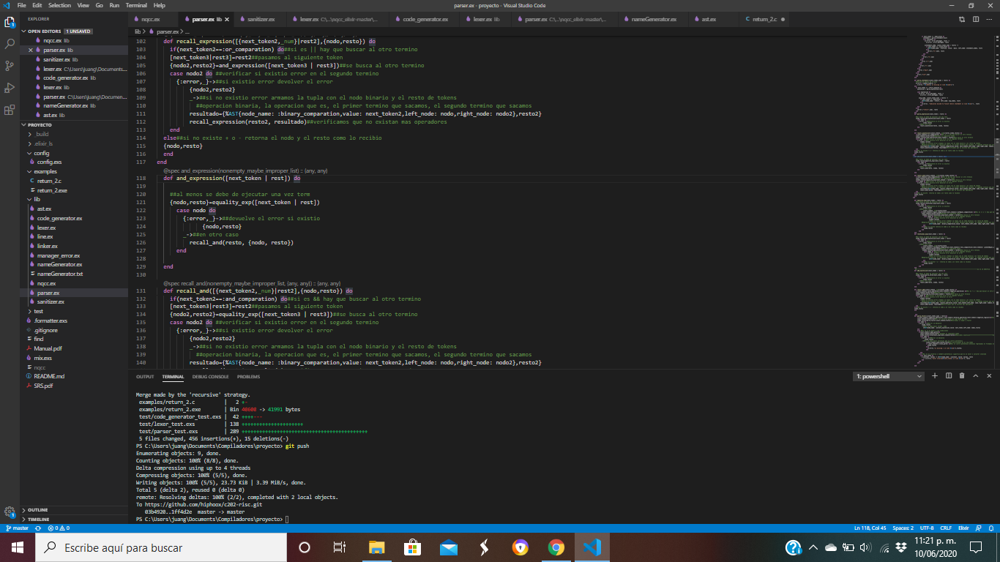 File Edit Selection View Go Run Terminal Help
parser.ex - proyecto - Visual Studio Code
nqcc.ex
parser.ex lib
sanitizer.ex
lexer.ex C:\...\nqcc_elixir-master\...
code_generator.ex
lexer.ex lib
parser.ex C:\...\nqcc_elixir-master\...
nameGenerator.ex
ast.ex
return_2.c
EXPLORER
OPEN EDITORS 1 UNSAVED
nqcc.ex lib
parser.ex lib
sanitizer.ex lib
lexer.ex C:\Users\juang\Documents...
code_generator.ex lib
lexer.ex lib
parser.ex C:\Users\juang\Documen...
nameGenerator.ex lib
ast.ex lib
PROYECTO
_build
.elixir_ls
config
config.exs
examples
return_2.c
return_2.exe
lib
ast.ex
code_generator.ex
lexer.ex
line.ex
linker.ex
manager_error.ex
nameGenerator.ex
nameGenerator.txt
nqcc.ex
parser.ex
sanitizer.ex
test
.formatter.exs
.gitignore
find
Manual.pdf
mix.exs
nqcc
README.md
SRS.pdf
OUTLINE
TIMELINE
lib > parser.ex > ...
102 def recall_expression([{next_token2,_num}|rest2],{nodo,resto}) do
103 if(next_token2==:or_comparation) do##si es || hay que buscar al otro termino
104 [next_token3|rest3]=rest2##pasamos al siguiente token
105 {nodo2,resto2}=and_expression([next_token3 | rest3])##se busca al otro termino
106 case nodo2 do ##verificar si existio error en el segundo termino
107 {:error,_}->##si existio error devolver el error
108 {nodo2,resto2}
109 _->##si no existio error armamos la tupla con el nodo binario y el resto de tokens
110 ##operacion binaria, la operacion que es, el primer termino que sacamos, el segundo termino que sacamos
111 resultado={%AST{node_name: :binary_comparation,value: next_token2,left_node: nodo,right_node: nodo2},resto2}
112 recall_expression(resto2, resultado)##verificamos que no existan mas operadores
113 end
114 else##si no existe + o - retorna el nodo y el resto como lo recibio
115 {nodo,resto}
116 end
117 end
@spec and_expression(nonempty_maybe_improper_list) :: {any, any}
118 def and_expression([next_token | rest]) do
119
120 ##al menos se debe de ejecutar una vez term
121 {nodo,resto}=equality_exp([next_token | rest])
122 case nodo do
123 {:error,_}->##devuelve el error si existio
124 {nodo,resto}
125 _->##en otro caso
126 recall_and(resto, {nodo, resto})
127 end
128
129 end
130
@spec recall_and(nonempty_maybe_improper_list, {any, any}) :: {any, any}
131 def recall_and([{next_token2,_num}|rest2],{nodo,resto}) do
132 if(next_token2==:and_comparation) do##si es && hay que buscar al otro termino
133 [next_token3|rest3]=rest2##pasamos al siguiente token
134 {nodo2,resto2}=equality_exp([next_token3 | rest3])##se busca al otro termino
135 case nodo2 do ##verificar si existio error en el segundo termino
136 {:error,_}->##si existio error devolver el error
137 {nodo2,resto2}
138 _->##si no existio error armamos la tupla con el nodo binario y el resto de tokens
139 ##operacion binaria, la operacion que es, el primer termino que sacamos, el segundo termino que sacamos
140 resultado={%AST{node_name: :binary_comparation,value: next_token2,left_node: nodo,right_node: nodo2},resto2}
OUTPUT TERMINAL DEBUG CONSOLE PROBLEMS
1: powershell
Merge made by the 'recursive' strategy.
examples/return_2.c | 2 +-
examples/return_2.exe | Bin 40600 -> 41991 bytes
test/code_generator_test.exs | 42 ++++---
test/lexer_test.exs | 138 +++++++++++++++++++++
test/parser_test.exs | 289 +++++++++++++++++++++++++++++++++++++++++++
5 files changed, 456 insertions(+), 15 deletions(-)
PS C:\Users\juang\Documents\Compiladores\proyecto> git push
Enumerating objects: 9, done.
Counting objects: 100% (8/8), done.
Delta compression using up to 4 threads
Compressing objects: 100% (5/5), done.
Writing objects: 100% (5/5), 23.73 KiB | 3.39 MiB/s, done.
Total 5 (delta 2), reused 0 (delta 0)
remote: Resolving deltas: 100% (2/2), completed with 2 local objects.
To https://github.com/hiphoox/c202-risc.git
03b4920..1ff4d2e master -> master
PS C:\Users\juang\Documents\Compiladores\proyecto>
master 0 0
Ln 118, Col 45 Spaces: 2 UTF-8 CRLF Elixir
Escribe aquí para buscar
11:21 p. m.
10/06/2020